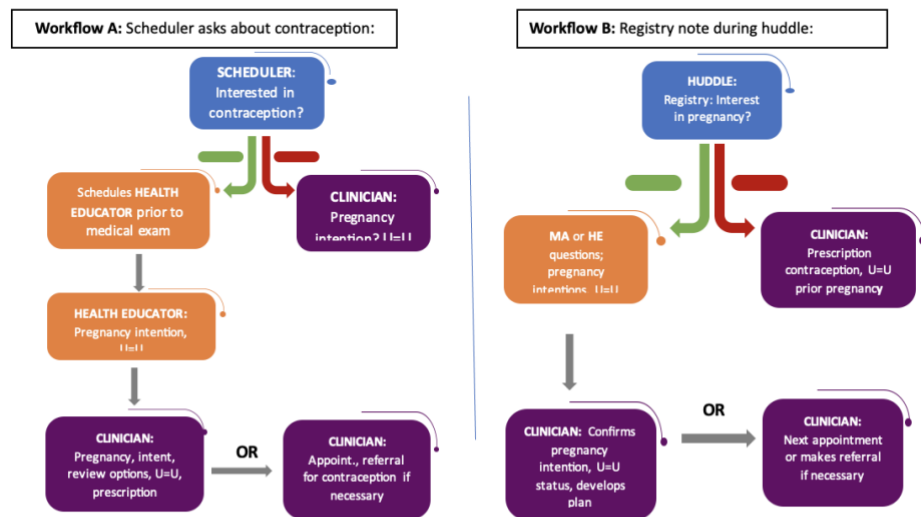 Workflow A: Scheduler asks about contraception:
SCHEDULER:
Interested in
contraception?
Schedules HEALTH
EDUCATOR prior to
medical exam
CLINICIAN:
Pregnancy
intention? U=U
HEALTH EDUCATOR:
Pregnancy intention,
U=U
CLINICIAN:
Pregnancy, intent,
review options, U=U,
prescription
OR
CLINICIAN:
Appoint., referral
for contraception if
necessary
Workflow B: Registry note during huddle:
HUDDLE:
Registry: Interest
in pregnancy?
MA or HE
questions;
pregnancy
intentions, U=U
CLINICIAN:
Prescription
contraception, U=U
prior pregnancy
CLINICIAN: Confirms
pregnancy
intention, U=U
status, develops
plan
OR
CLINICIAN:
Next appointment
or makes referral
if necessary